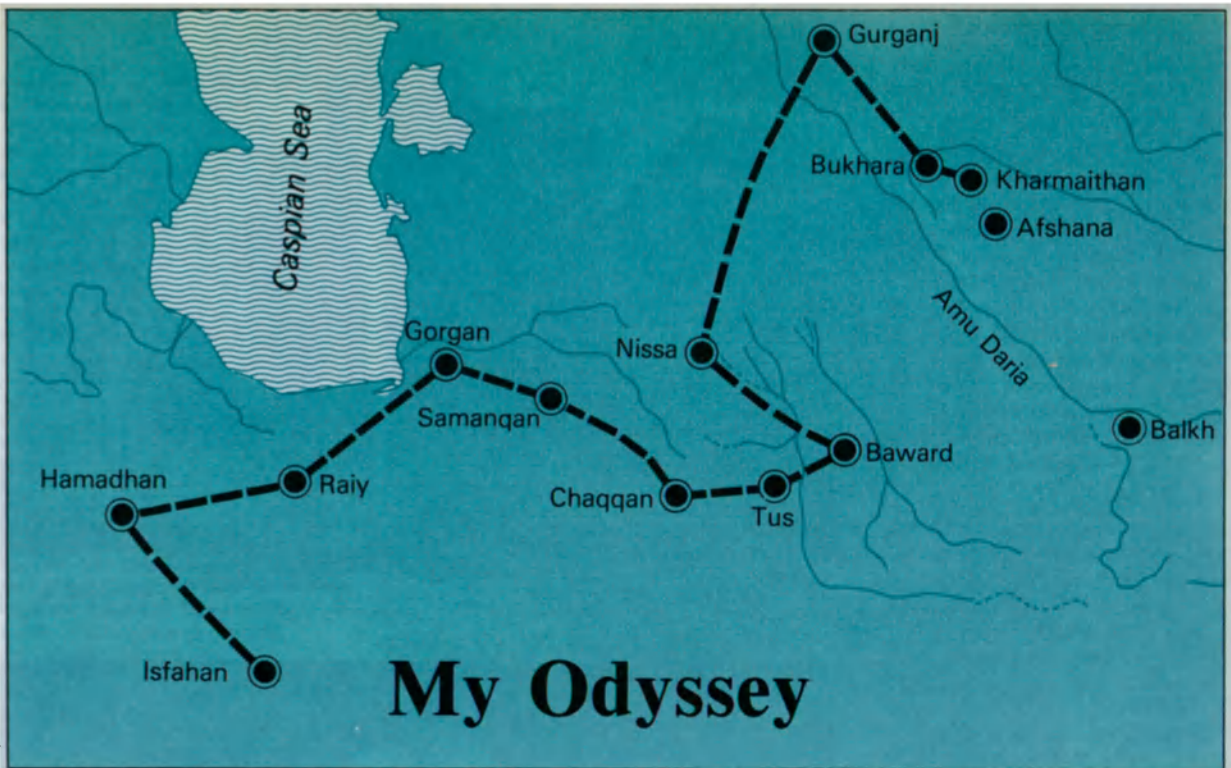 Gurganj
Caspian Sea
Bukhara
Kharmaithan
Afshana
Amu Daria
Gorgan
Nissa
Samanqan
Balkh
Baward
Hamadhan
Raiy
Chaqqan
Tus
Isfahan
My Odyssey